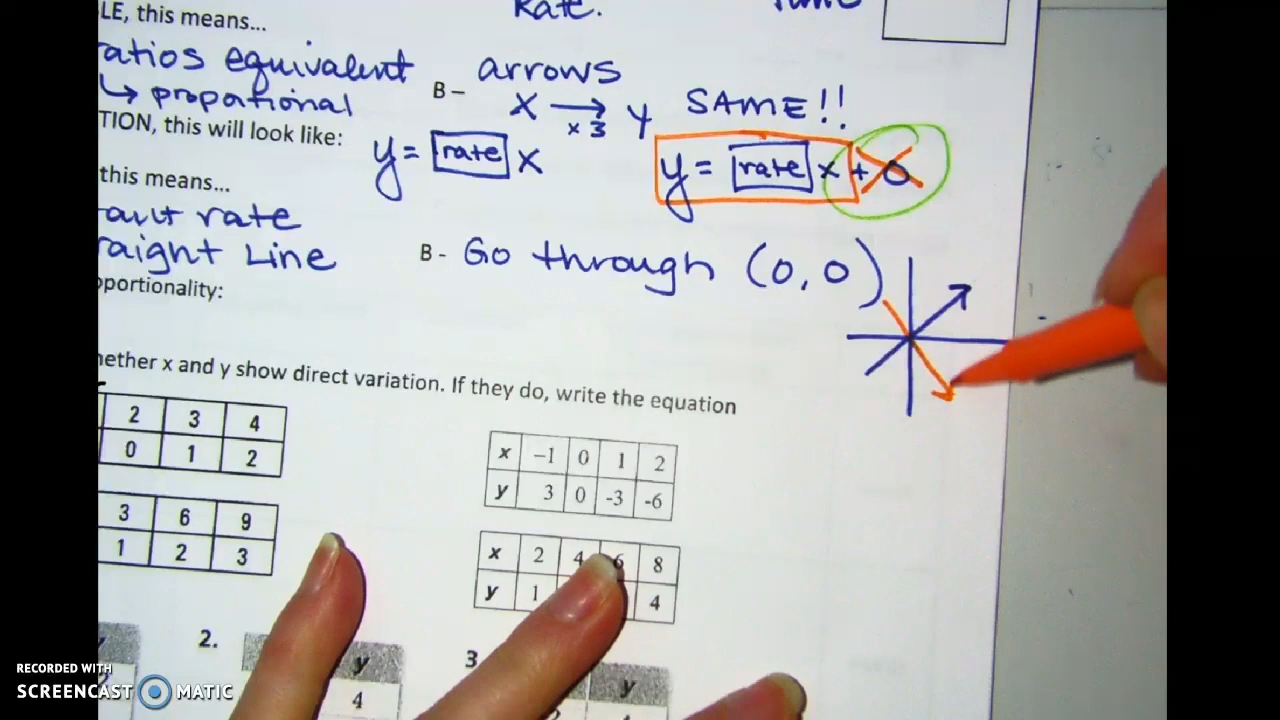 Rate.
LE, this means...
ratios equivalent
↳ propational
B – arrows
X → Y SAME!!
× 3
TION, this will look like:
y = rate x
y = rate x + 0
this means...
rate
raight Line
B - Go through (0,0)
oportionality:
hether x and y show direct variation. If they do, write the equation
2 3 4
0 1 2
x –1 0 1 2
y 3 0 -3 -6
3 6 9
1 2 3
x 2 4 6 8
y 1 4
2.
y
4
3
y
RECORDED WITH
SCREENCAST MATIC